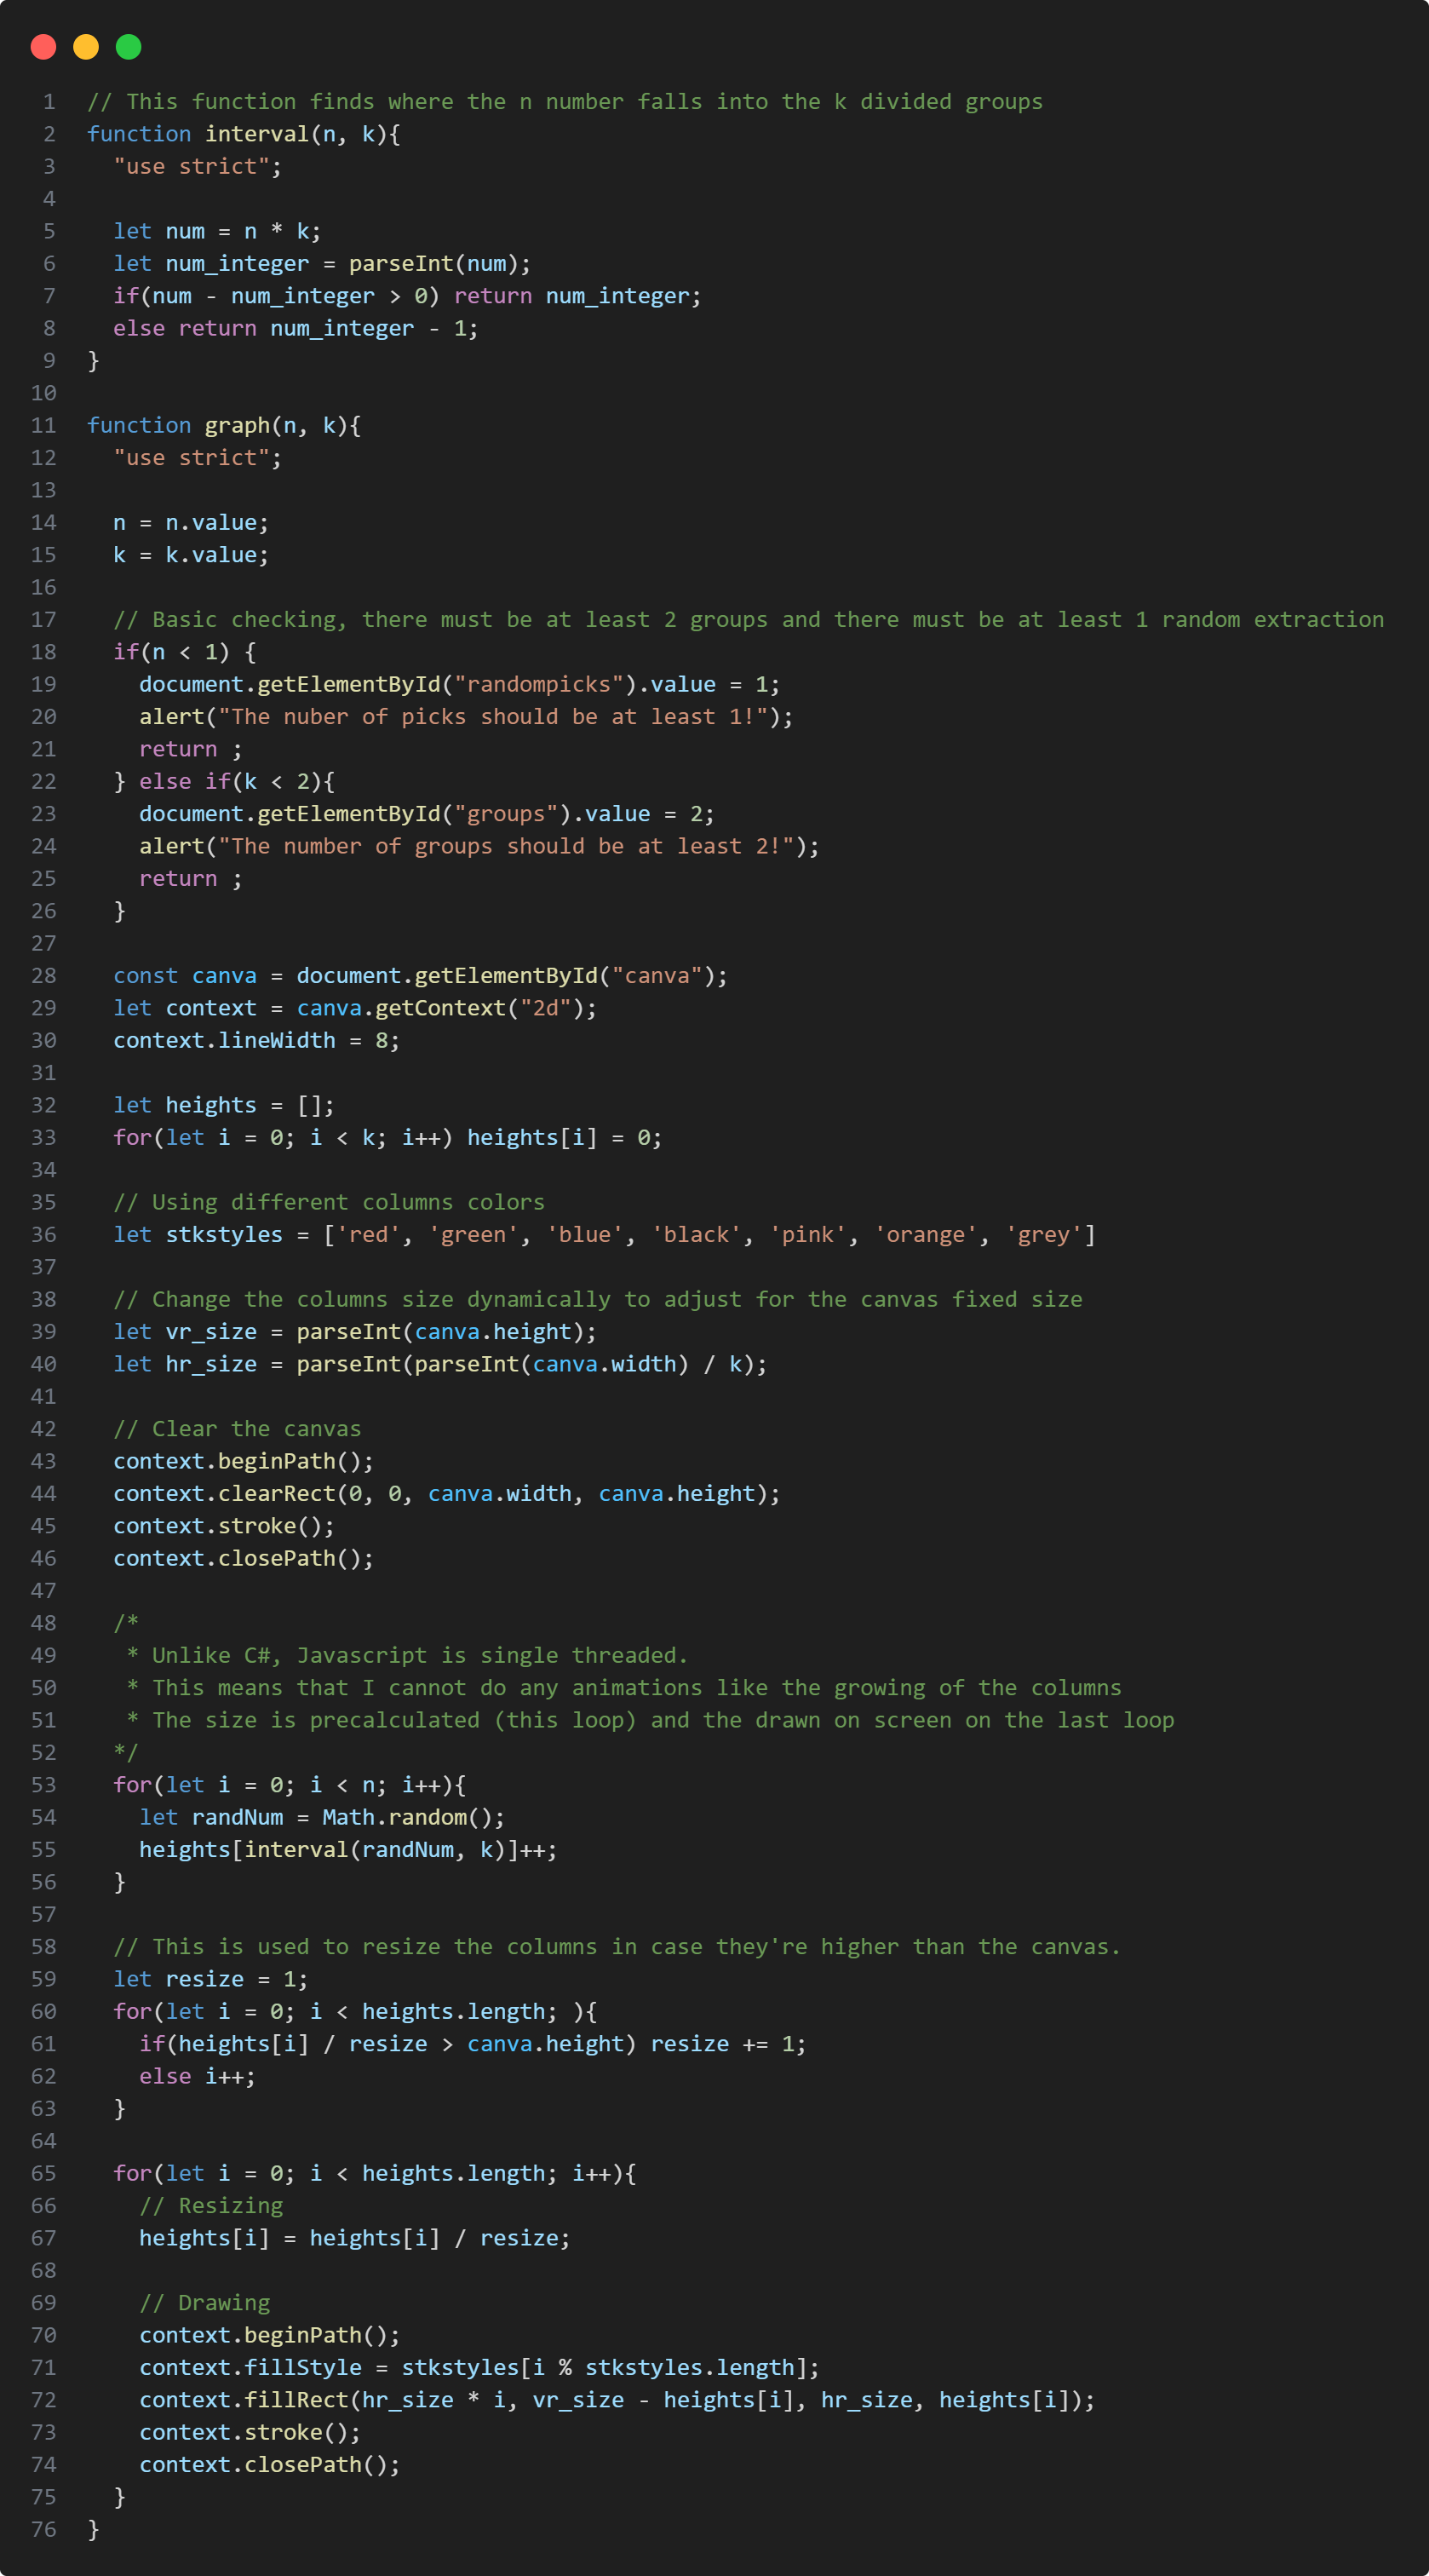 1 // This function finds where the n number falls into the k divided groups
2 function interval(n, k){
3   "use strict";
4
5   let num = n * k;
6   let num_integer = parseInt(num);
7   if(num - num_integer > 0) return num_integer;
8   else return num_integer - 1;
9 }
10
11 function graph(n, k){
12   "use strict";
13
14   n = n.value;
15   k = k.value;
16
17   // Basic checking, there must be at least 2 groups and there must be at least 1 random extraction
18   if(n < 1) {
19     document.getElementById("randompicks").value = 1;
20     alert("The nuber of picks should be at least 1!");
21     return ;
22   } else if(k < 2){
23     document.getElementById("groups").value = 2;
24     alert("The number of groups should be at least 2!");
25     return ;
26   }
27
28   const canva = document.getElementById("canva");
29   let context = canva.getContext("2d");
30   context.lineWidth = 8;
31
32   let heights = [];
33   for(let i = 0; i < k; i++) heights[i] = 0;
34
35   // Using different columns colors
36   let stkstyles = ['red', 'green', 'blue', 'black', 'pink', 'orange', 'grey']
37
38   // Change the columns size dynamically to adjust for the canvas fixed size
39   let vr_size = parseInt(canva.height);
40   let hr_size = parseInt(parseInt(canva.width) / k);
41
42   // Clear the canvas
43   context.beginPath();
44   context.clearRect(0, 0, canva.width, canva.height);
45   context.stroke();
46   context.closePath();
47
48   /*
49    * Unlike C#, Javascript is single threaded.
50    * This means that I cannot do any animations like the growing of the columns
51    * The size is precalculated (this loop) and the drawn on screen on the last loop
52   */
53   for(let i = 0; i < n; i++){
54     let randNum = Math.random();
55     heights[interval(randNum, k)]++;
56   }
57
58   // This is used to resize the columns in case they're higher than the canvas.
59   let resize = 1;
60   for(let i = 0; i < heights.length; ){
61     if(heights[i] / resize > canva.height) resize += 1;
62     else i++;
63   }
64
65   for(let i = 0; i < heights.length; i++){
66     // Resizing
67     heights[i] = heights[i] / resize;
68
69     // Drawing
70     context.beginPath();
71     context.fillStyle = stkstyles[i % stkstyles.length];
72     context.fillRect(hr_size * i, vr_size - heights[i], hr_size, heights[i]);
73     context.stroke();
74     context.closePath();
75   }
76 }